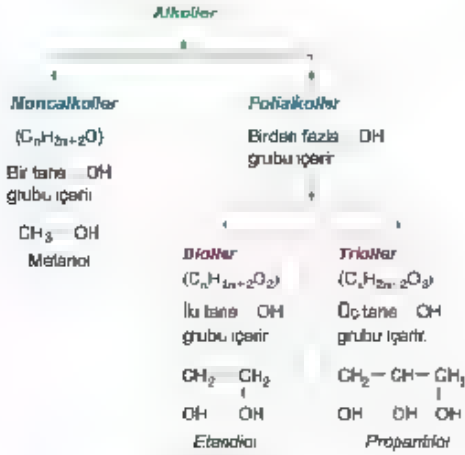 Alkoller
Monoalkoller
(CnH2n+2O)
Bir tane OH
grubu içerir
CH3 OH
Metanol
Polialkoller
Birden fazla OH
grubu içerir
Dioller
(CnH2n+2O2)
İki tane OH
grubu içerir
CH2 CH2
OH OH
Etandiol
Trioller
(CnH2n+2O3)
Üç tane OH
grubu içerir.
CH2 — CH — CH2
OH OH OH
Propantriol